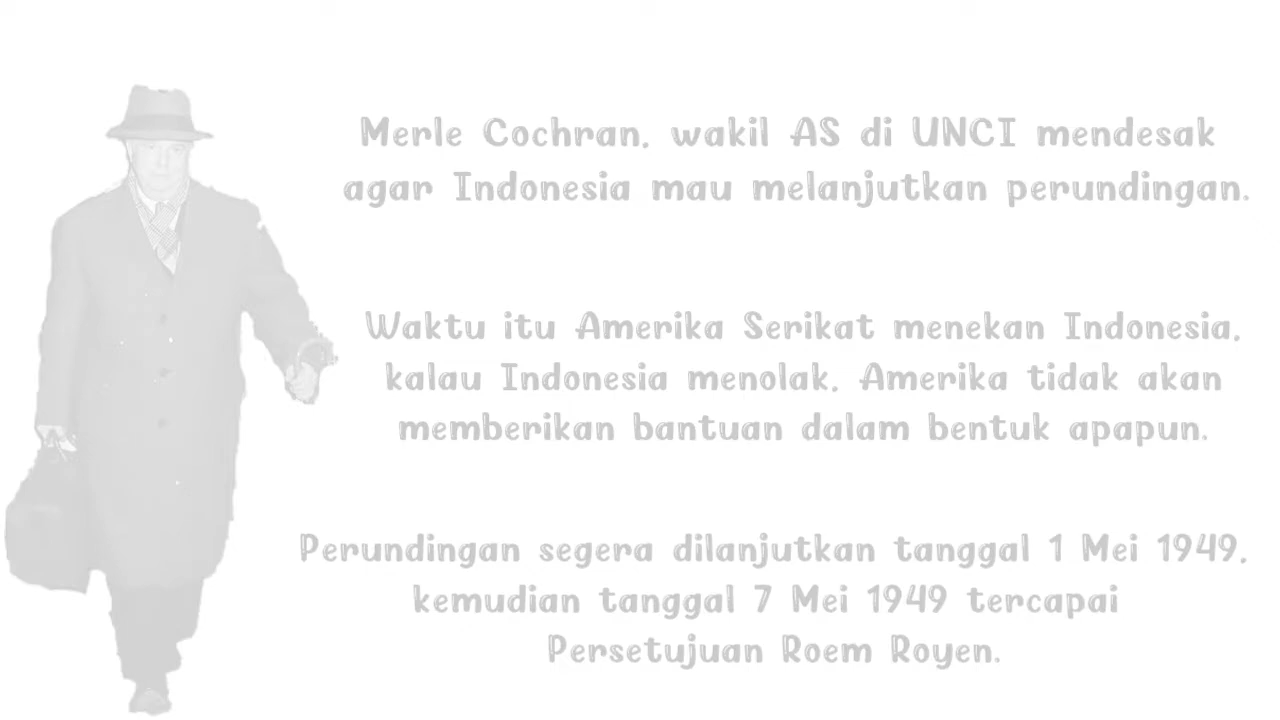 Merle Cochran, wakil AS di UNCI mendesak
agar Indonesia mau melanjutkan perundingan.
Waktu itu Amerika Serikat menekan Indonesia,
kalau Indonesia menolak, Amerika tidak akan
memberikan bantuan dalam bentuk apapun.
Perundingan segera dilanjutkan tanggal 1 Mei 1949,
kemudian tanggal 7 Mei 1949 tercapai
Persetujuan Roem Royen.